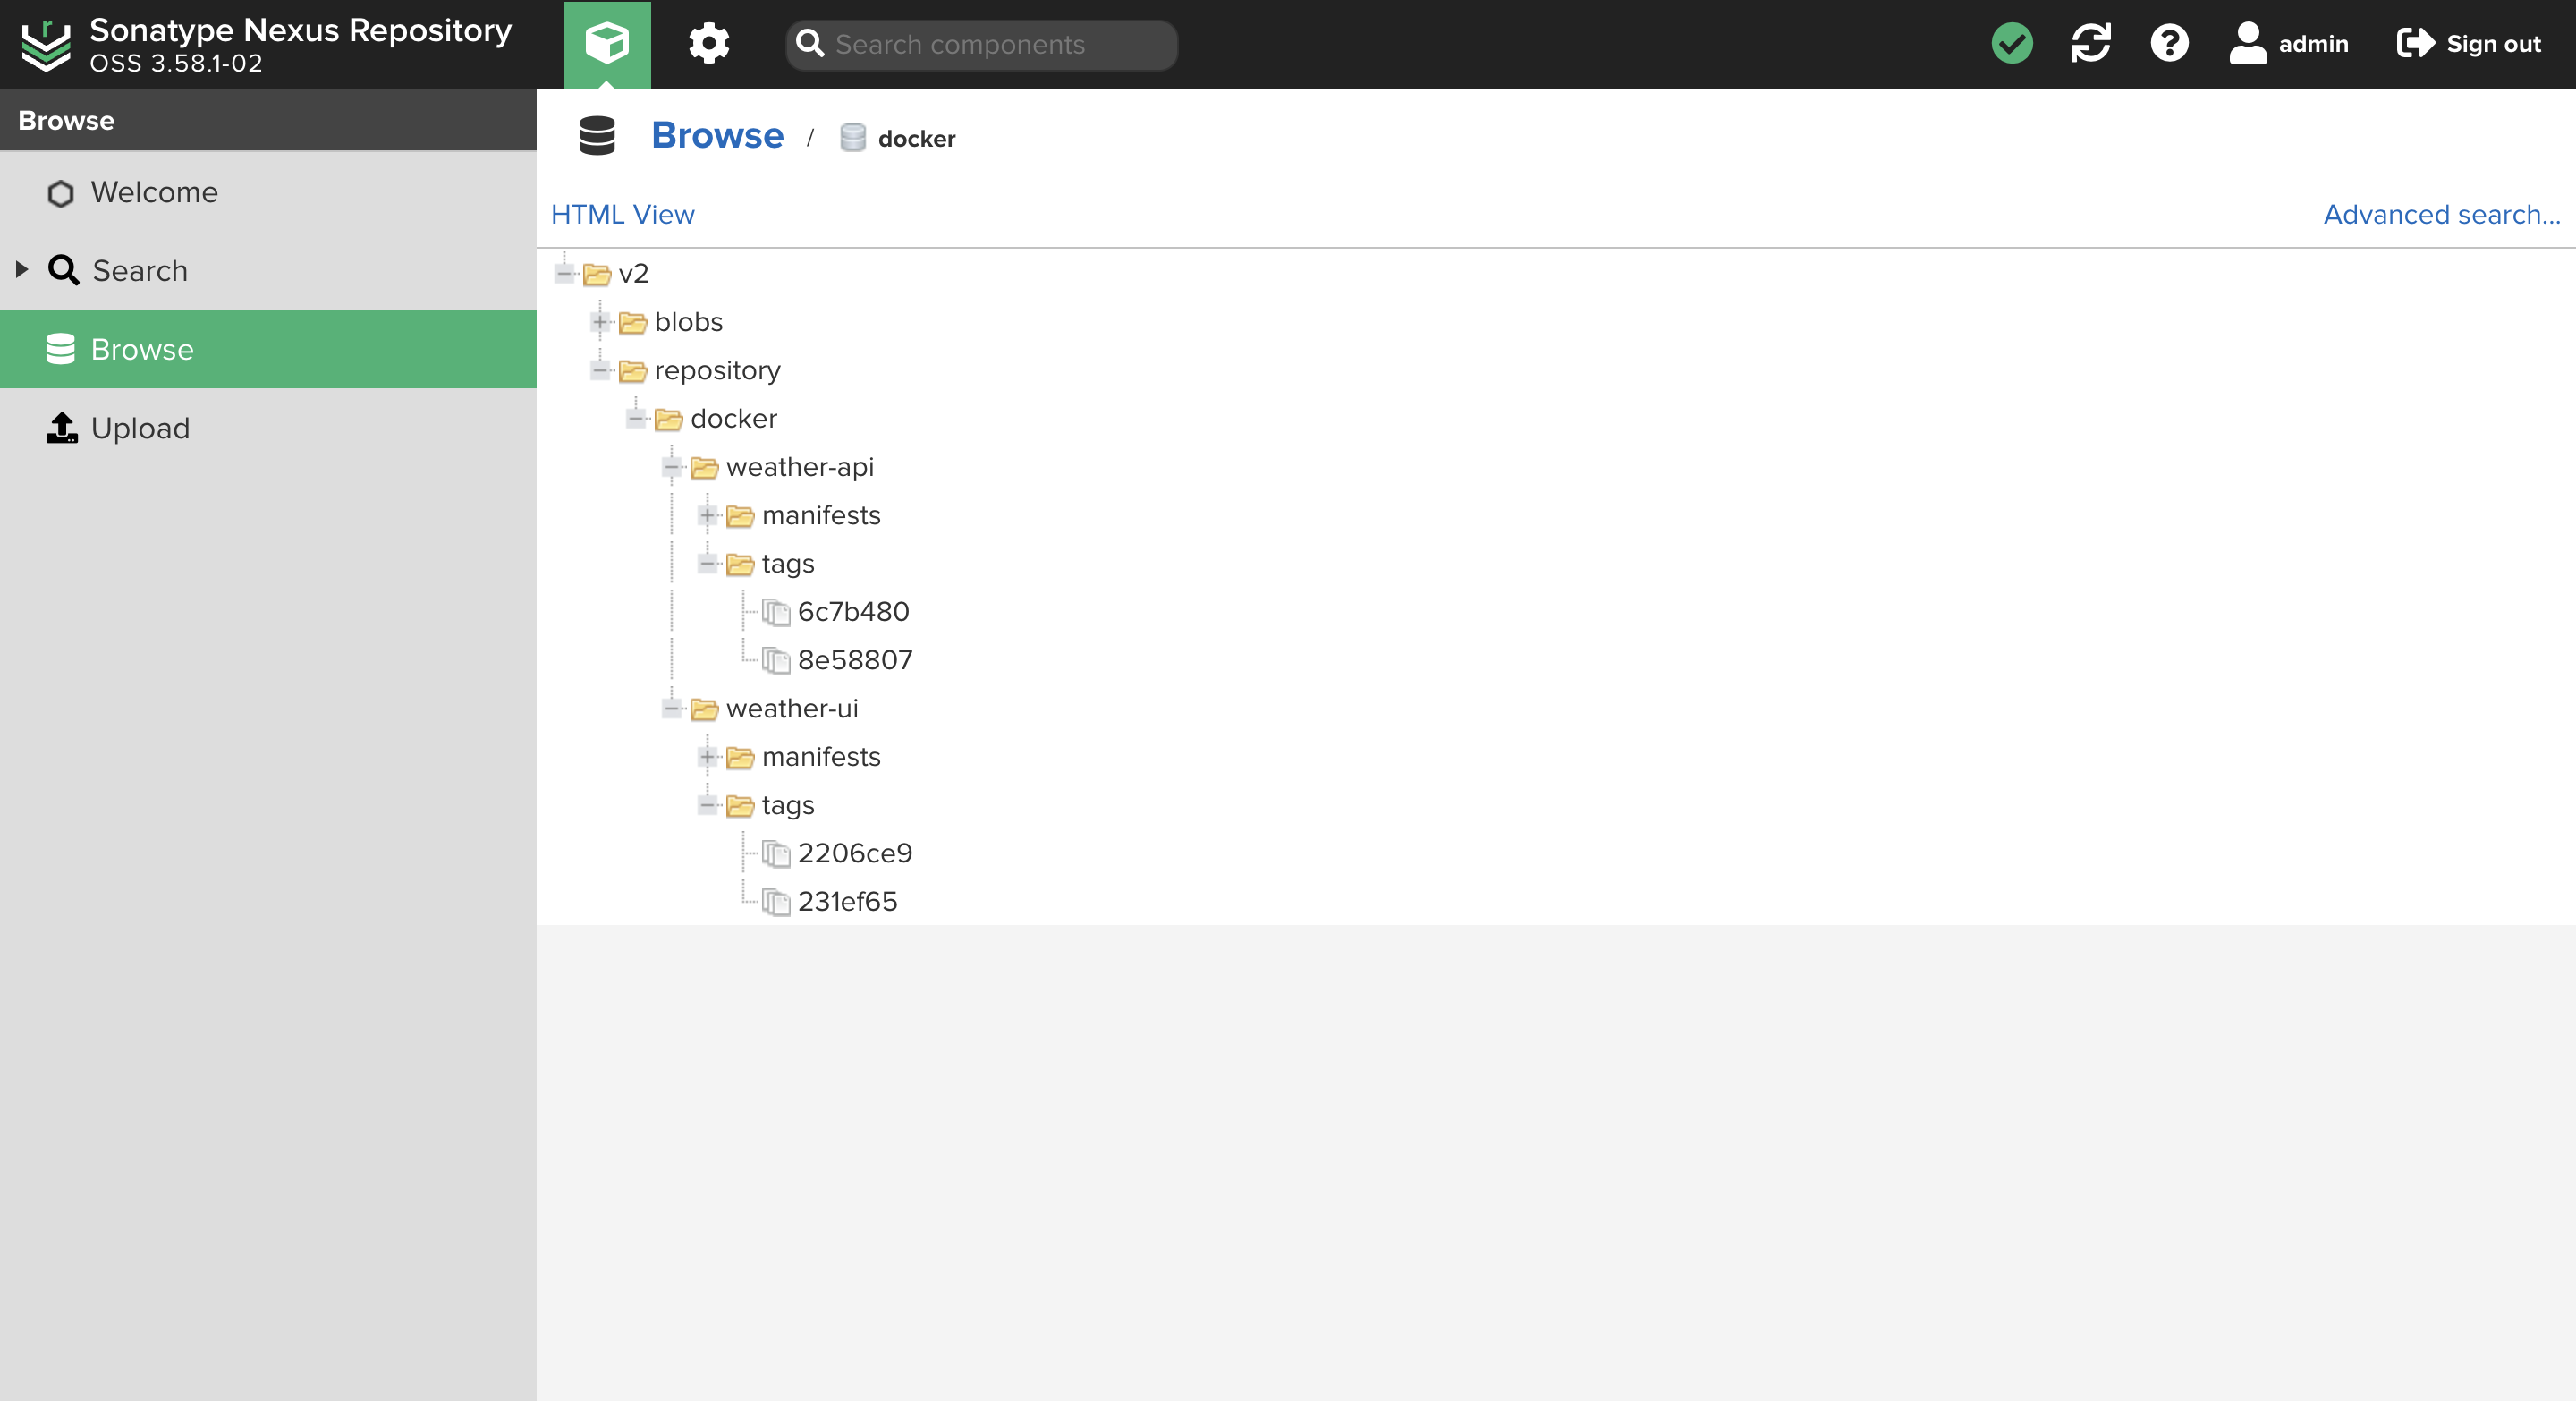 Sonatype Nexus Repository
OSS 3.58.1-02
Search components
admin
Sign out
Browse
Welcome
Search
Browse
Upload
Browse / docker
HTML View
Advanced search...
v2
blobs
repository
docker
weather-api
manifests
tags
6c7b480
8e58807
weather-ui
manifests
tags
2206ce9
231ef65